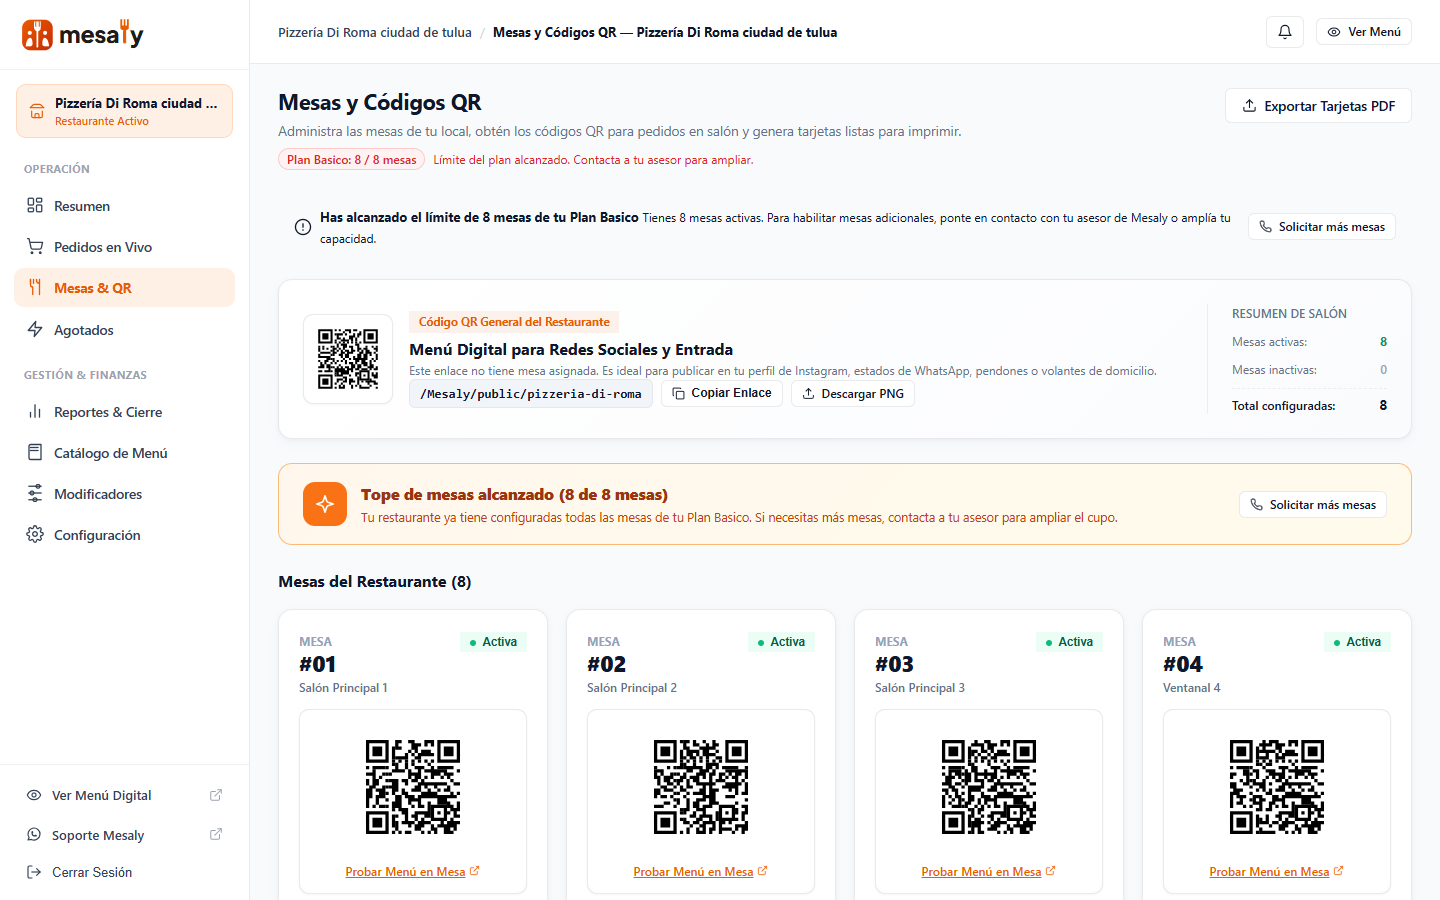 mesaly
Pizzería Di Roma ciudad ...
Restaurante Activo
OPERACIÓN
Resumen
Pedidos en Vivo
Mesas & QR
Agotados
GESTIÓN & FINANZAS
Reportes & Cierre
Catálogo de Menú
Modificadores
Configuración
Ver Menú Digital
Soporte Mesaly
Cerrar Sesión
Pizzería Di Roma ciudad de tulua / Mesas y Códigos QR — Pizzería Di Roma ciudad de tulua
Ver Menú
Mesas y Códigos QR
Administra las mesas de tu local, obtén los códigos QR para pedidos en salón y genera tarjetas listas para imprimir.
Plan Basico: 8 / 8 mesas Límite del plan alcanzado. Contacta a tu asesor para ampliar.
Exportar Tarjetas PDF
Has alcanzado el límite de 8 mesas de tu Plan Basico Tienes 8 mesas activas. Para habilitar mesas adicionales, ponte en contacto con tu asesor de Mesaly o amplía tu
capacidad.
Solicitar más mesas
Código QR General del Restaurante
Menú Digital para Redes Sociales y Entrada
Este enlace no tiene mesa asignada. Es ideal para publicar en tu perfil de Instagram, estados de WhatsApp, pendones o volantes de domicilio.
/Mesaly/public/pizzeria-di-roma Copiar Enlace Descargar PNG
RESUMEN DE SALÓN
Mesas activas: 8
Mesas inactivas: 0
Total configuradas: 8
Tope de mesas alcanzado (8 de 8 mesas)
Tu restaurante ya tiene configuradas todas las mesas de tu Plan Basico. Si necesitas más mesas, contacta a tu asesor para ampliar el cupo.
Solicitar más mesas
Mesas del Restaurante (8)
MESA Activa
#01
Salón Principal 1
Probar Menú en Mesa
MESA Activa
#02
Salón Principal 2
Probar Menú en Mesa
MESA Activa
#03
Salón Principal 3
Probar Menú en Mesa
MESA Activa
#04
Ventanal 4
Probar Menú en Mesa